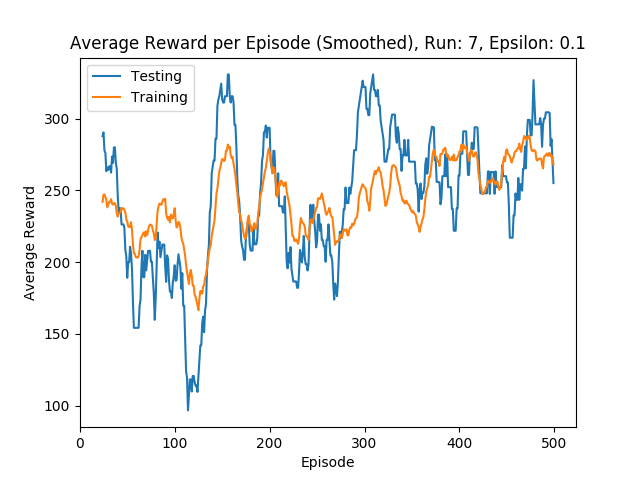 Average Reward per Episode (Smoothed), Run: 7, Epsilon: 0.1
Testing
Training
Average Reward
300
250
200
150
100
0 100 200 300 400 500
Episode